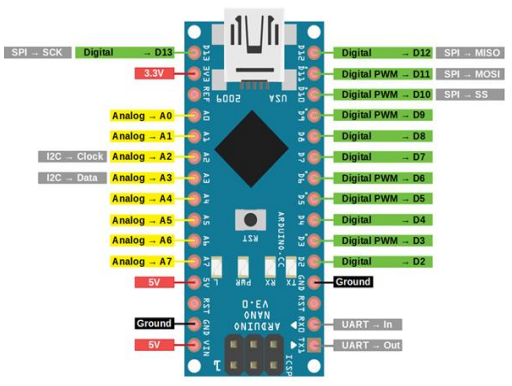 SPI → SCK Digital → D13
3.3V
Analog → A0
Analog → A1
I2C → Clock Analog → A2
I2C → Data Analog → A3
Analog → A4
Analog → A5
Analog → A6
Analog → A7
5V
Ground
5V
D13
3V3
REF
A0
A1
A2
A3
A4
A5
A6
A7
5V
RST
GND
VIN
2009
USA
RST
ARDUINO.CC
L
PWR
RX
TX
ARDUINO
NANO
V3.0
1
ICSP
D12
D11
D10
D9
D8
D7
D6
D5
D4
D3
D2
GND
RST
RX0
TX1
Digital → D12 SPI → MISO
Digital PWM → D11 SPI → MOSI
Digital PWM → D10 SPI → SS
Digital PWM → D9
Digital → D8
Digital → D7
Digital PWM → D6
Digital PWM → D5
Digital → D4
Digital PWM → D3
Digital → D2
Ground
UART → In
UART → Out